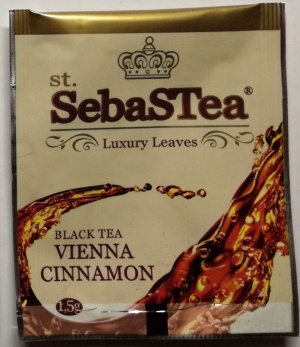 st.
SebaSTea®
Luxury Leaves
BLACK TEA
VIENNA
CINNAMON
1,5g